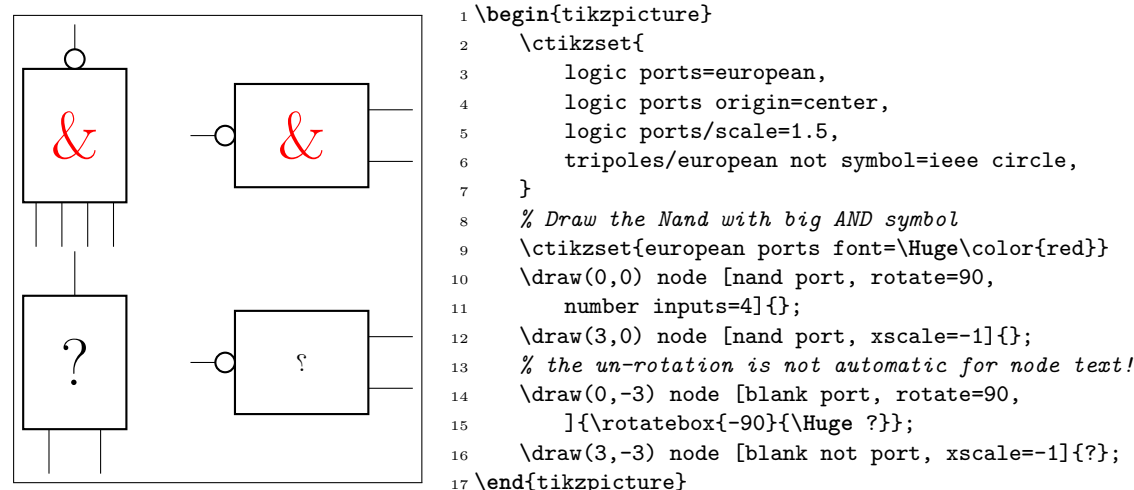 &
&
?
؟
1 \begin{tikzpicture}
2 \ctikzset{
3 logic ports=european,
4 logic ports origin=center,
5 logic ports/scale=1.5,
6 tripoles/european not symbol=ieee circle,
7 }
8 % Draw the Nand with big AND symbol
9 \ctikzset{european ports font=\Huge\color{red}}
10 \draw(0,0) node [nand port, rotate=90,
11 number inputs=4]{};
12 \draw(3,0) node [nand port, xscale=-1]{};
13 % the un-rotation is not automatic for node text!
14 \draw(0,-3) node [blank port, rotate=90,
15 ]{\rotatebox{-90}{\Huge ?}};
16 \draw(3,-3) node [blank not port, xscale=-1]{?};
17 \end{tikzpicture}